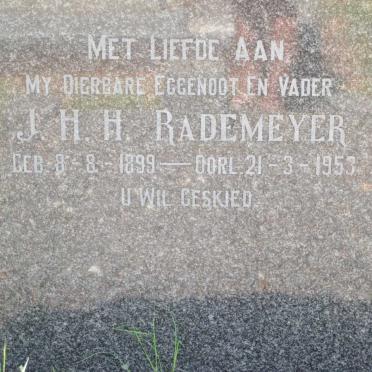 MET LIEFDE AAN
MY DIERBARE EGGENOOT EN VADER
J. H. H. RADEMEYER
GEB. 8 - 8 - 1899 — OORL. 21 - 3 - 1953
U WIL GESKIED.